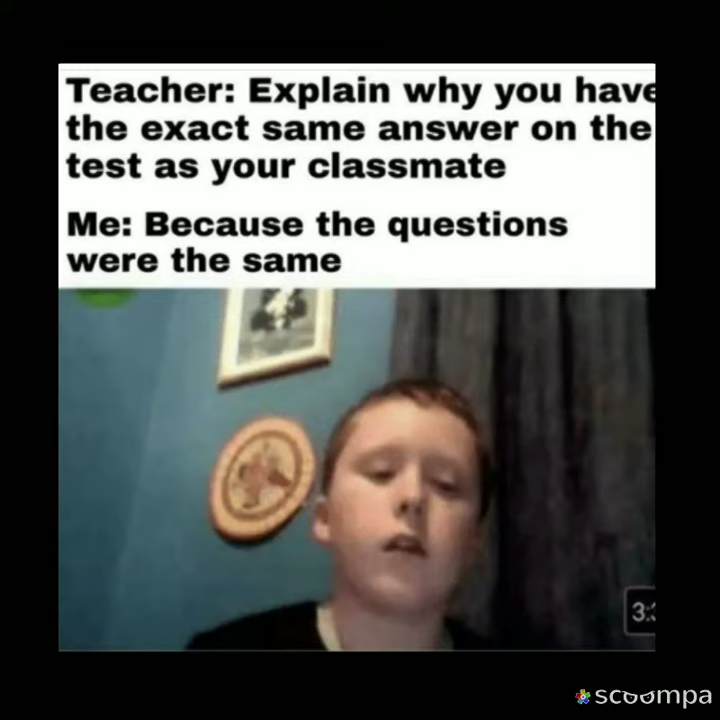 Teacher: Explain why you have
the exact same answer on the
test as your classmate
Me: Because the questions
were the same
scoompa